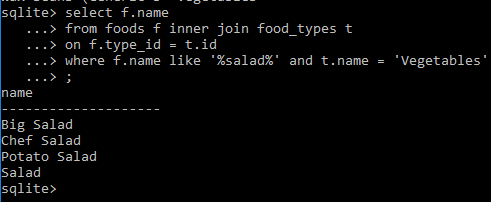 sqlite> select f.name
   ...> from foods f inner join food_types t
   ...> on f.type_id = t.id
   ...> where f.name like '%salad%' and t.name = 'Vegetables'
   ...> ;
name
--------------------
Big Salad
Chef Salad
Potato Salad
Salad
sqlite>